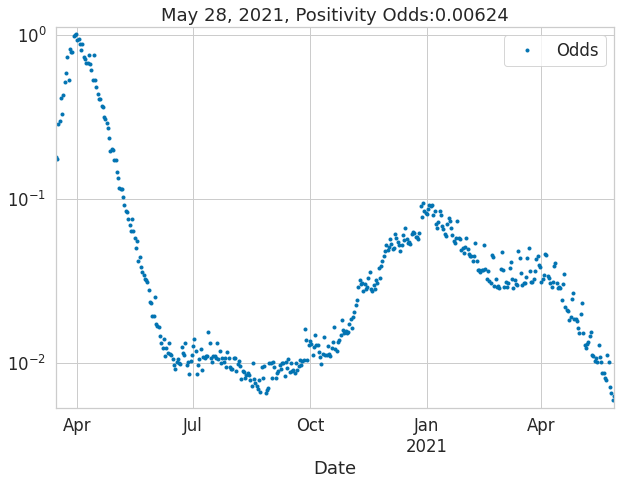 May 28, 2021, Positivity Odds:0.00624
10⁰
Odds
10⁻¹
10⁻²
Apr Jul Oct Jan Apr
2021
Date